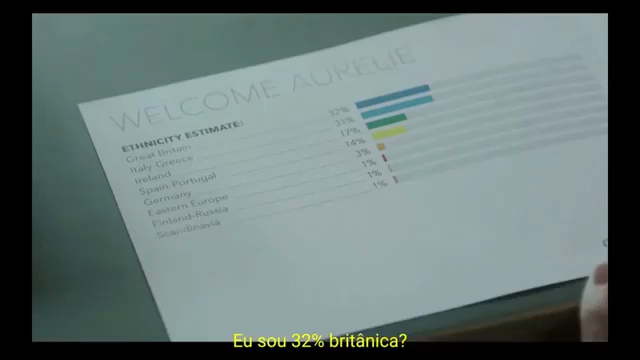 WELCOME AURELIE
ETHNICITY ESTIMATE:
Great Britain 32%
Italy-Greece 31%
Ireland 17%
Spain-Portugal 14%
Germany 3%
Eastern Europe 1%
Finland-Russia 1%
Scandinavia 1%
Eu sou 32% britânica?